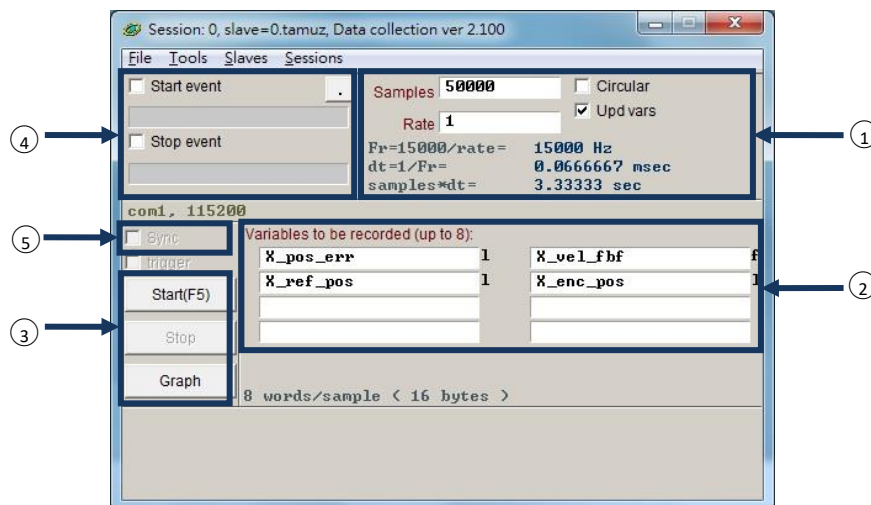 Session: 0, slave=0.tamuz, Data collection ver 2.100
File Tools Slaves Sessions
Start event .
Stop event
Samples 50000
Rate 1
Circular
Upd vars
Fr=15000/rate= 15000 Hz
dt=1/Fr= 0.0666667 msec
samples*dt= 3.33333 sec
com1, 115200
Sync
trigger
Start(F5)
Stop
Graph
Variables to be recorded (up to 8):
X_pos_err l X_vel_fbf f
X_ref_pos l X_enc_pos l
8 words/sample ( 16 bytes )
4
1
5
2
3